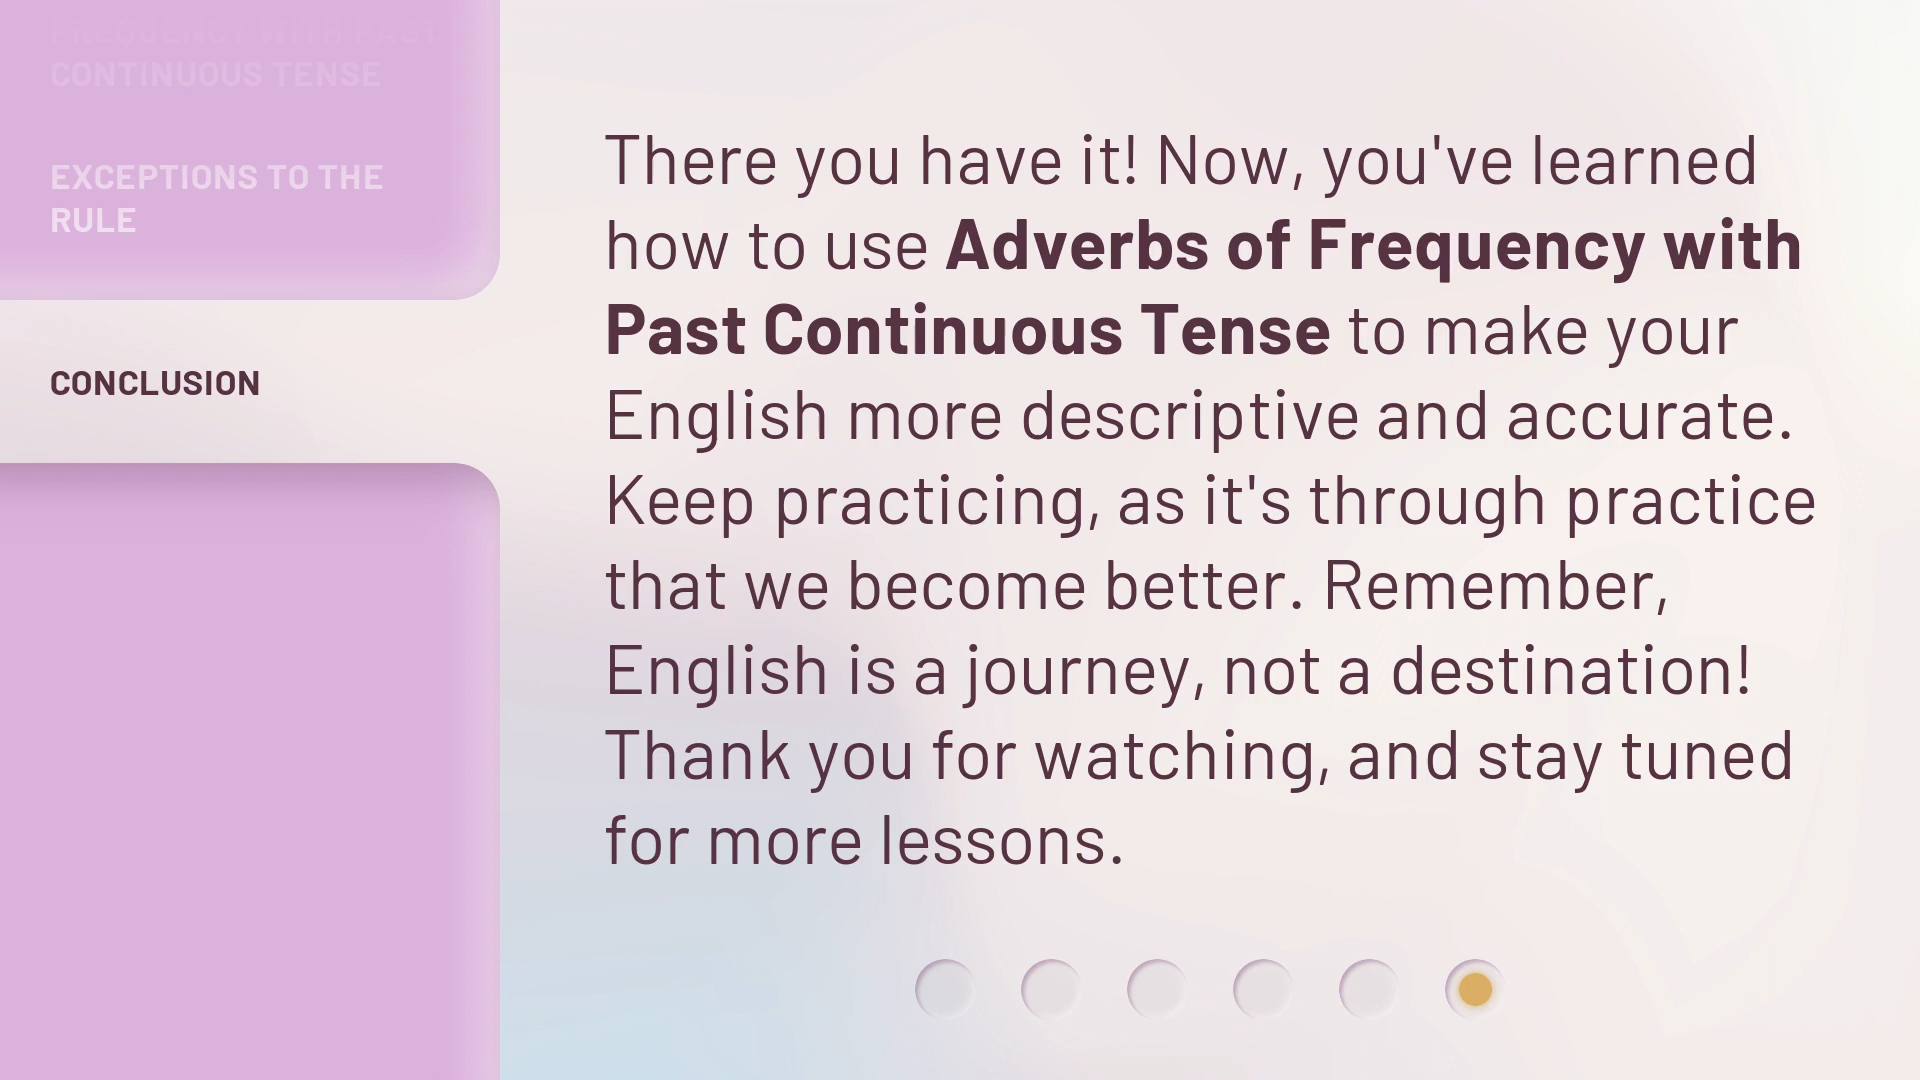 FREQUENCY WITH PAST
CONTINUOUS TENSE
EXCEPTIONS TO THE
RULE
CONCLUSION
There you have it! Now, you've learned
how to use Adverbs of Frequency with
Past Continuous Tense to make your
English more descriptive and accurate.
Keep practicing, as it's through practice
that we become better. Remember,
English is a journey, not a destination!
Thank you for watching, and stay tuned
for more lessons.